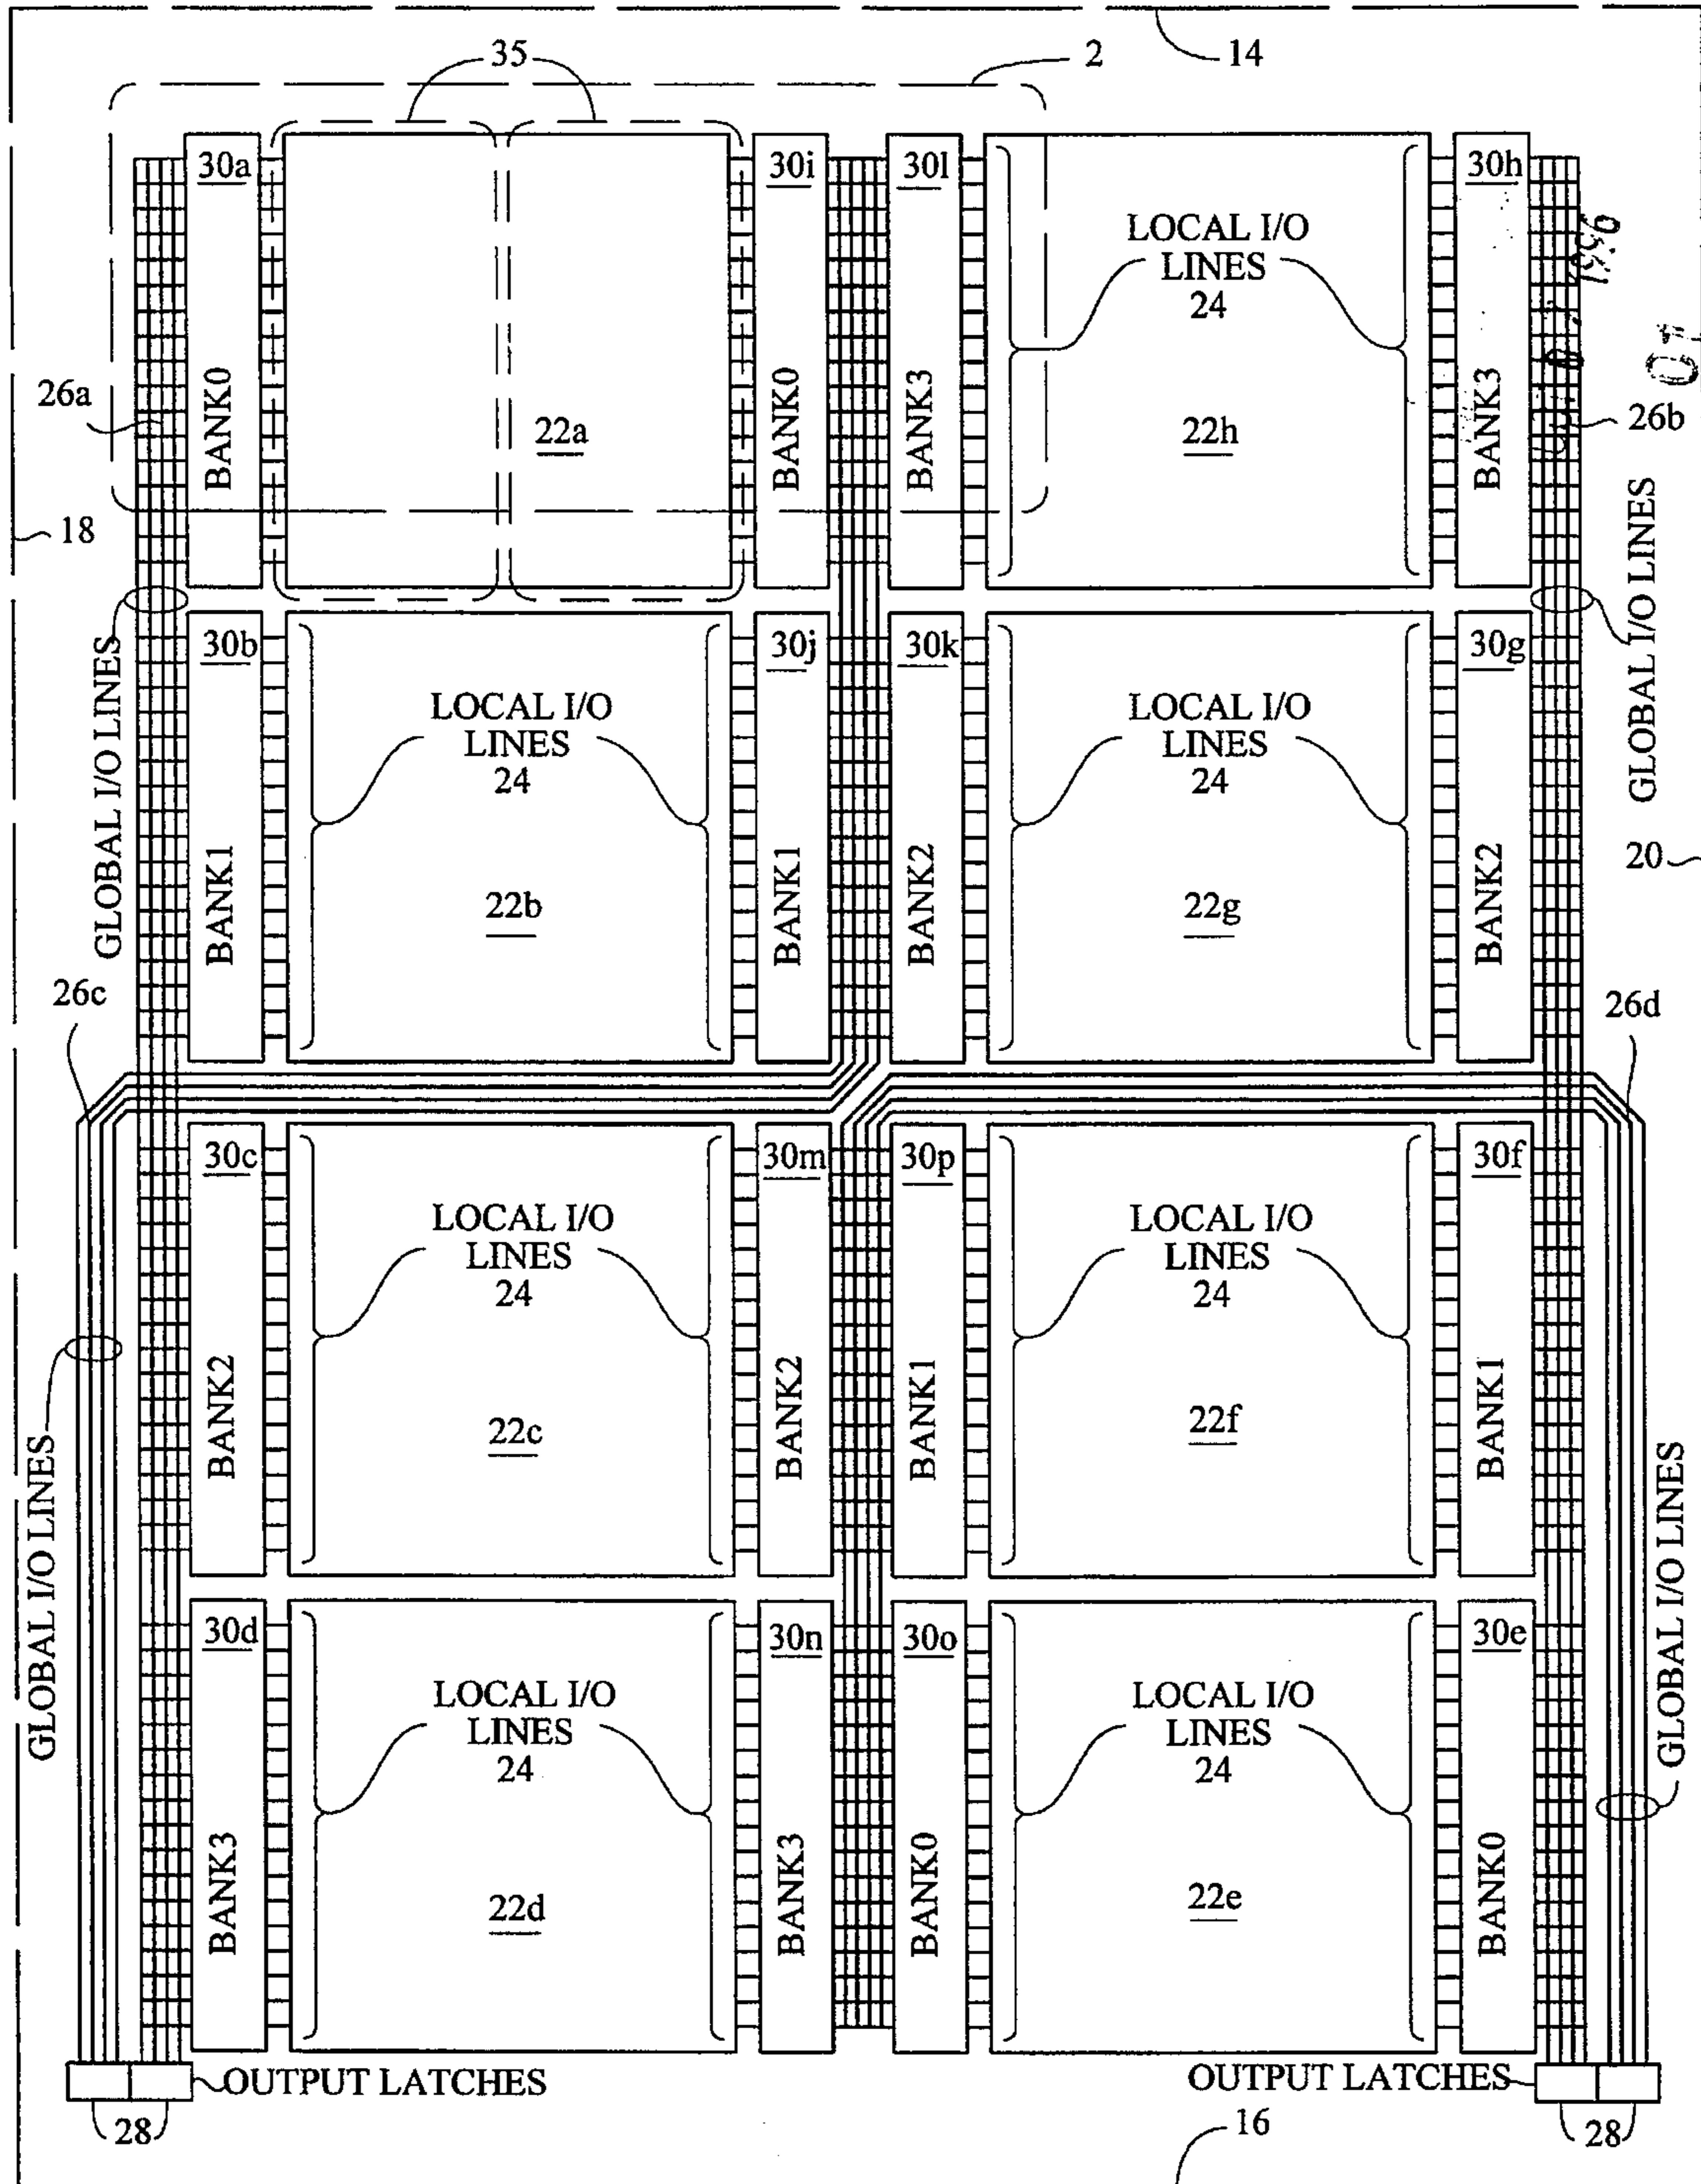 35
2
14
30a
30i
30l
30h
LOCAL I/O
LINES
24
26a
BANK0
22a
BANK0
BANK3
22h
BANK3
26b
18
GLOBAL I/O LINES
GLOBAL I/O LINES
30b
30j
30k
30g
LOCAL I/O
LINES
24
LOCAL I/O
LINES
24
20
BANK1
22b
BANK1
BANK2
22g
BANK2
26c
26d
30c
30m
30p
30f
LOCAL I/O
LINES
24
LOCAL I/O
LINES
24
BANK2
22c
BANK2
BANK1
22f
BANK1
GLOBAL I/O LINES
GLOBAL I/O LINES
30d
30n
30o
30e
LOCAL I/O
LINES
24
LOCAL I/O
LINES
24
BANK3
22d
BANK3
BANK0
22e
BANK0
OUTPUT LATCHES
OUTPUT LATCHES
28
16
28